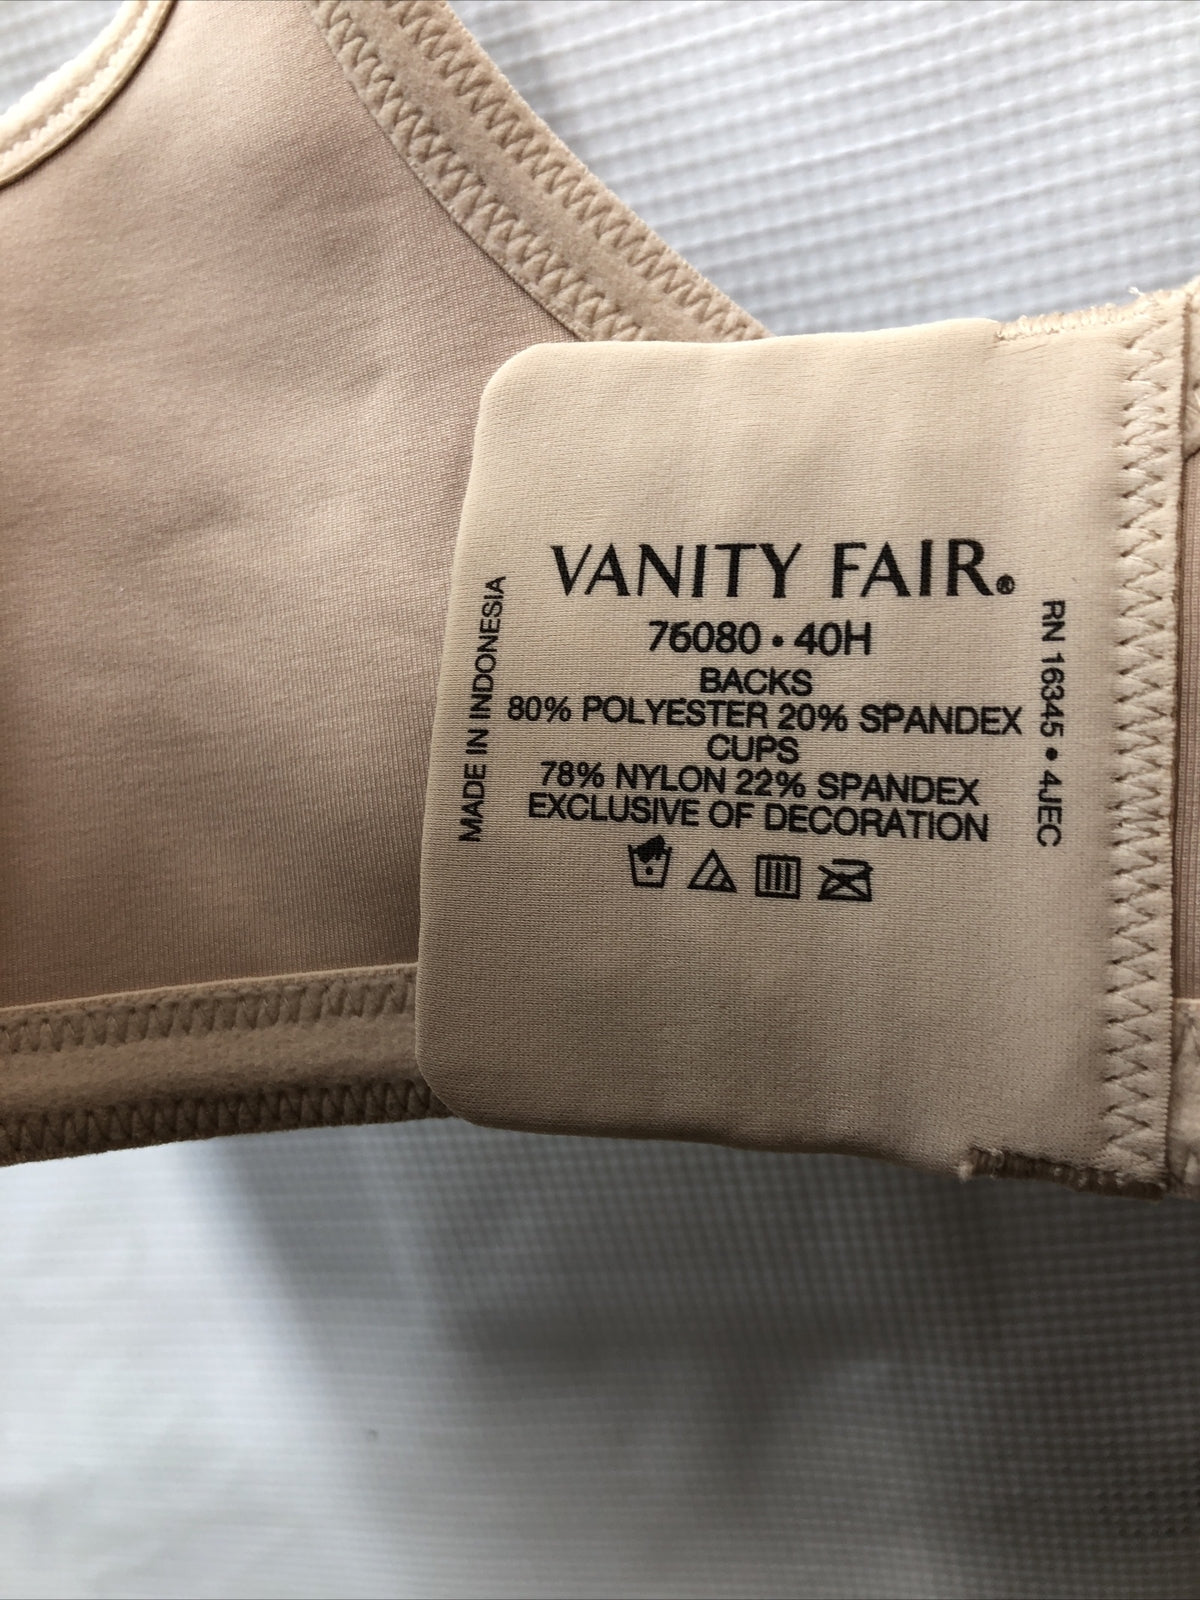 VANITY FAIR®
76080 • 40H
BACKS
80% POLYESTER 20% SPANDEX
CUPS
78% NYLON 22% SPANDEX
EXCLUSIVE OF DECORATION
MADE IN INDONESIA
RN 16345 • 4JEC